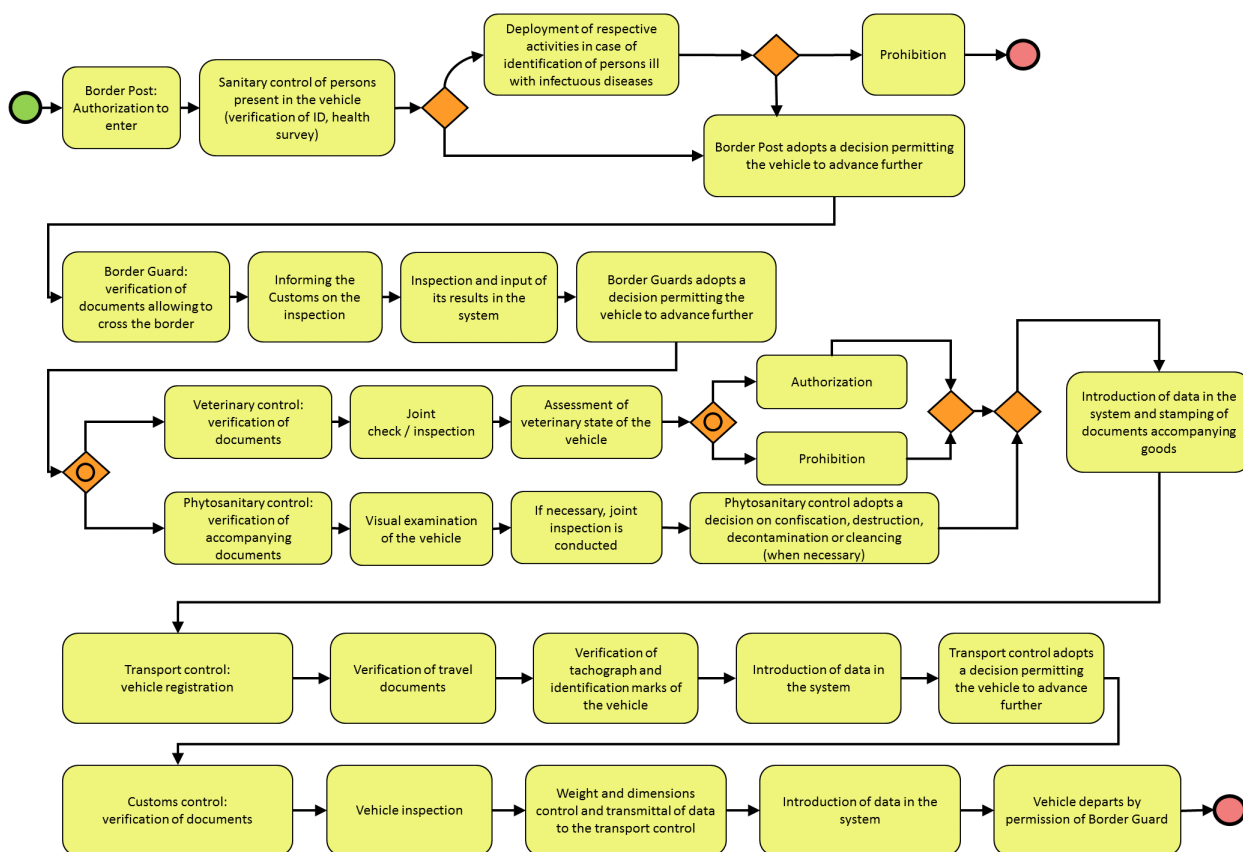 Border Post:
Authorization to
enter
Sanitary control of persons
present in the vehicle
(verification of ID, health
survey)
Deployment of respective
activities in case of
identification of persons ill
with infectuous diseases
Prohibition
Border Post adopts a decision permitting
the vehicle to advance further
Border Guard:
verification of
documents allowing to
cross the border
Informing the
Customs on the
inspection
Inspection and input of
its results in the
system
Border Guards adopts a
decision permitting the
vehicle to advance further
Veterinary control:
verification of
documents
Joint
check / inspection
Assessment of
veterinary state of the
vehicle
Authorization
Prohibition
Introduction of data in the
system and stamping of
documents accompanying
goods
Phytosanitary control:
verification of
accompanying
documents
Visual examination
of the vehicle
If necessary, joint
inspection is
conducted
Phytosanitary control adopts a
decision on confiscation, destruction,
decontamination or cleancing
(when necessary)
Transport control:
vehicle registration
Verification of travel
documents
Verification of
tachograph and
identification marks of
the vehicle
Introduction of data in
the system
Transport control adopts
a decision permitting
the vehicle to advance
further
Customs control:
verification of documents
Vehicle inspection
Weight and dimensions
control and transmittal of data
to the transport control
Introduction of data in the
system
Vehicle departs by
permission of Border Guard